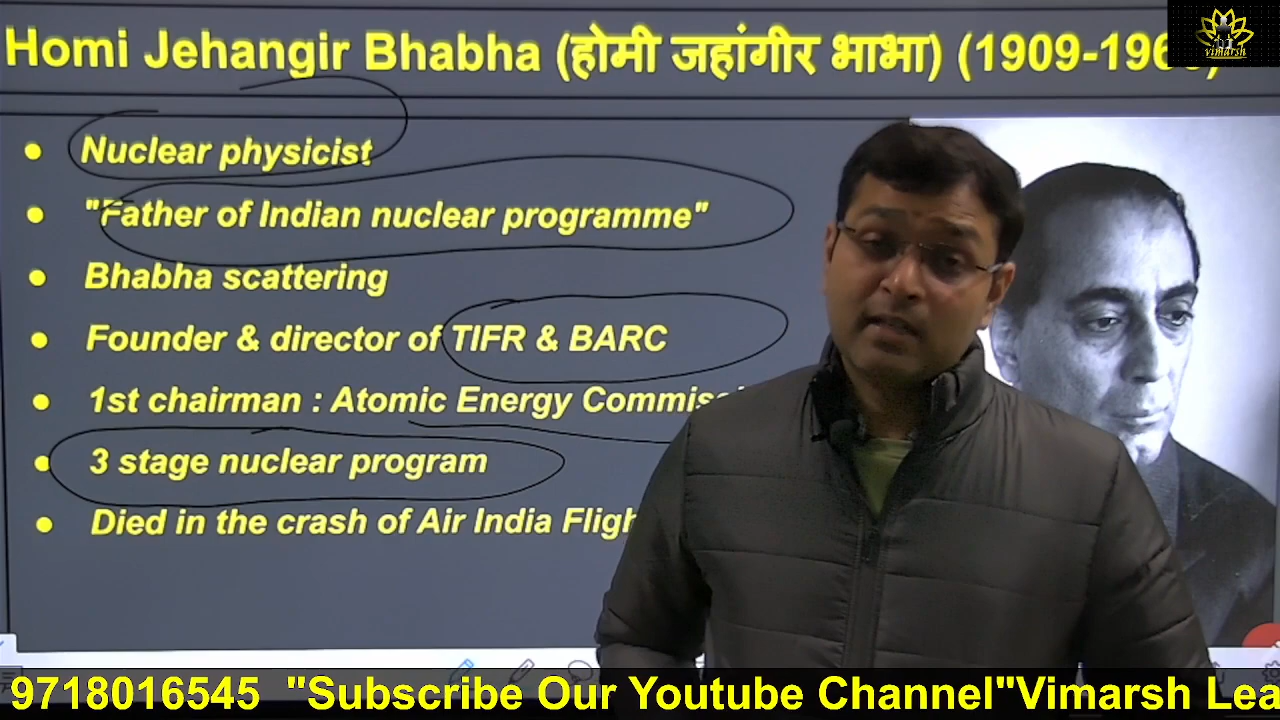 Homi Jehangir Bhabha (होमी जहांगीर भाभा) (1909-196
vimarsh
Nuclear physicist
"Father of Indian nuclear programme"
Bhabha scattering
Founder & director of TIFR & BARC
1st chairman : Atomic Energy
3 stage nuclear program
Died in the crash of Air India
9718016545 "Subscribe Our Youtube Channel"Vimarsh Lea